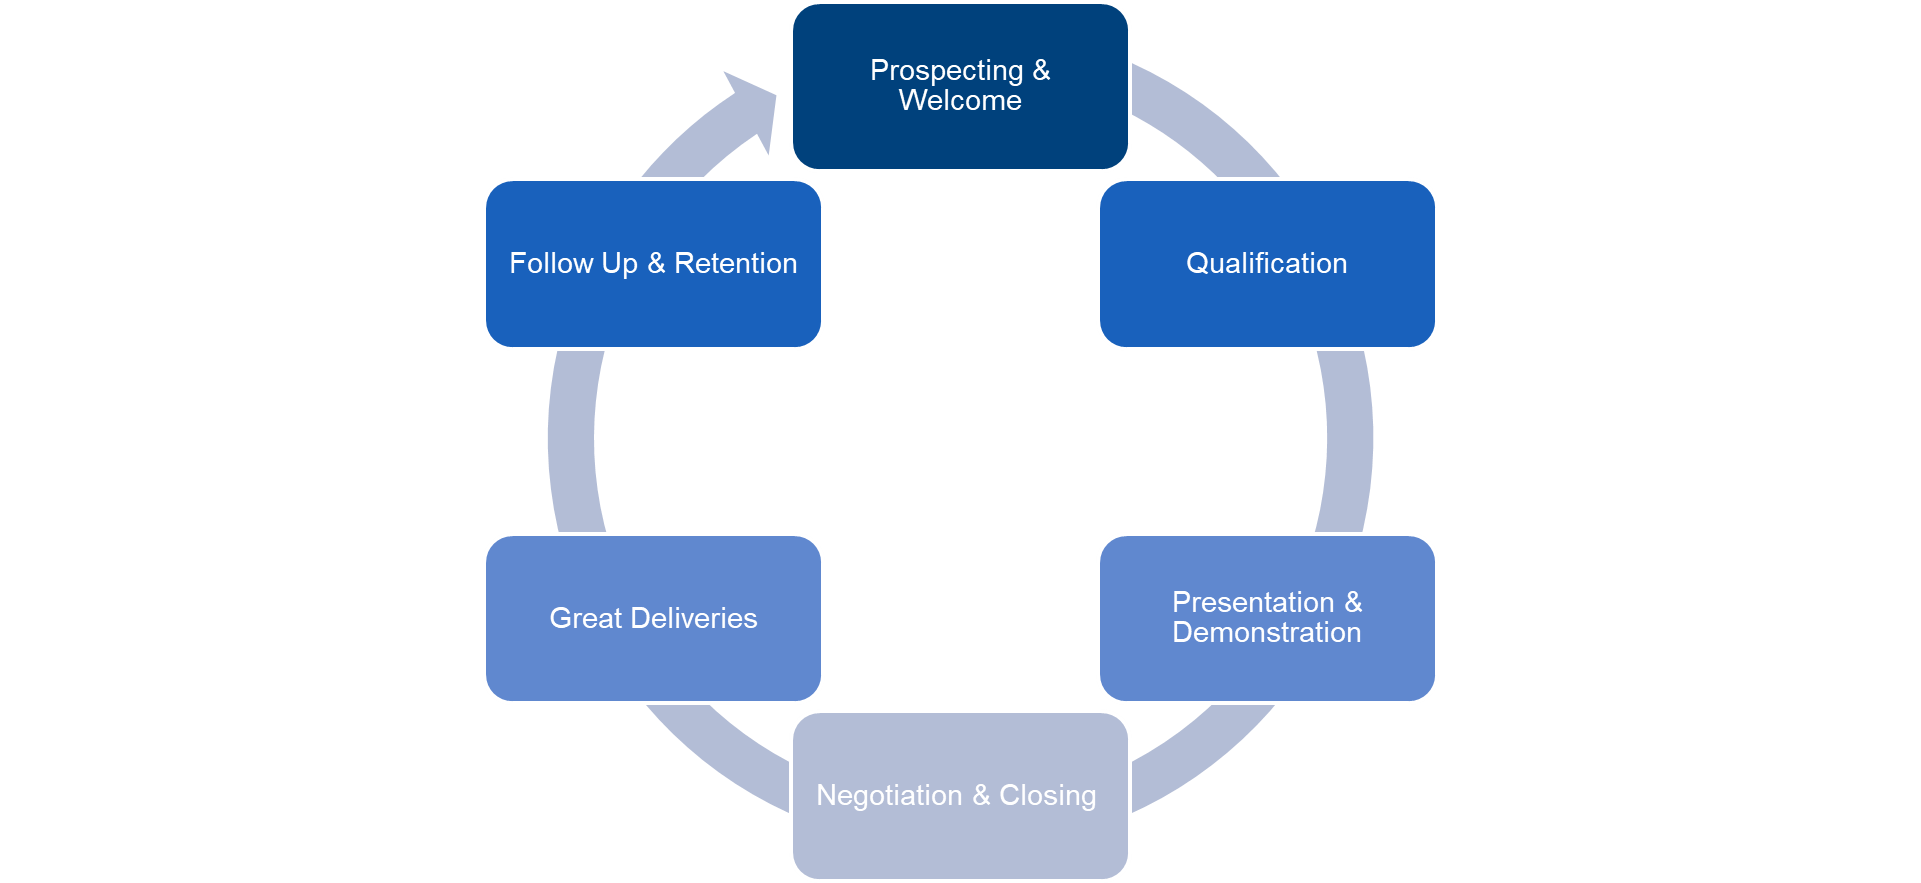 Prospecting &
Welcome
Qualification
Presentation &
Demonstration
Negotiation & Closing
Great Deliveries
Follow Up & Retention